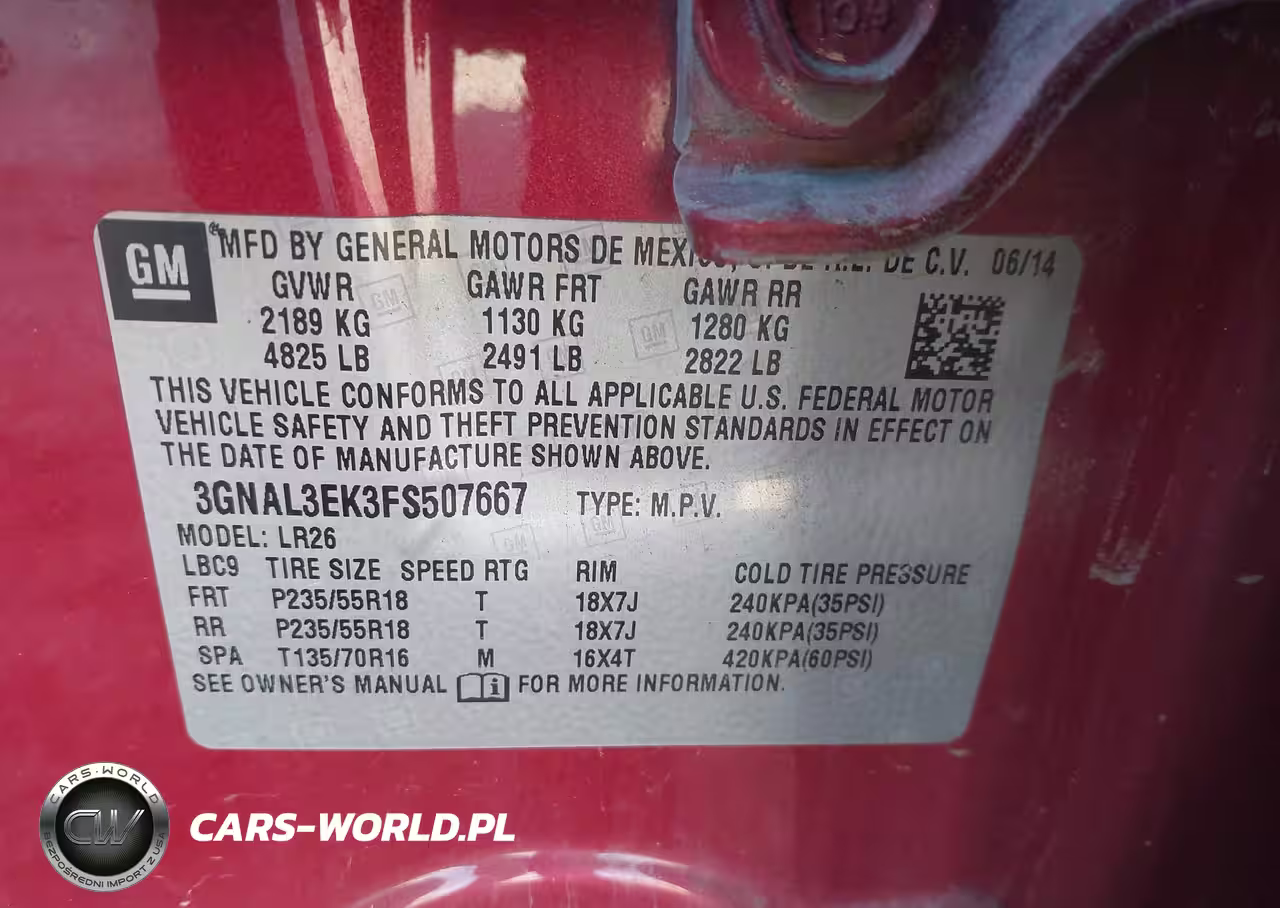 GM
MFD BY GENERAL MOTORS DE MEXICO, S. DE R.L. DE C.V. 06/14
GVWR GAWR FRT GAWR RR
2189 KG 1130 KG 1280 KG
4825 LB 2491 LB 2822 LB
THIS VEHICLE CONFORMS TO ALL APPLICABLE U.S. FEDERAL MOTOR
VEHICLE SAFETY AND THEFT PREVENTION STANDARDS IN EFFECT ON
THE DATE OF MANUFACTURE SHOWN ABOVE.
3GNAL3EK3FS507667 TYPE: M.P.V.
MODEL: LR26
LBC9 TIRE SIZE SPEED RTG RIM COLD TIRE PRESSURE
FRT P235/55R18 T 18X7J 240KPA(35PSI)
RR P235/55R18 T 18X7J 240KPA(35PSI)
SPA T135/70R16 M 16X4T 420KPA(60PSI)
SEE OWNER'S MANUAL i FOR MORE INFORMATION.
CARS-WORLD
CW
BEZPOŚREDNI IMPORT Z USA
CARS-WORLD.PL